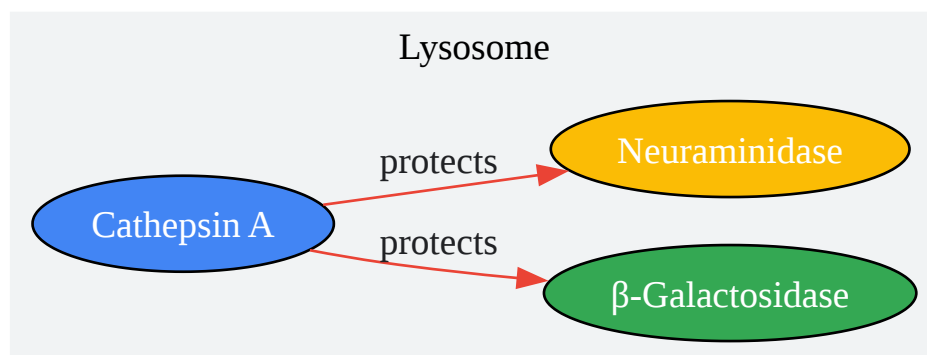 Lysosome
Neuraminidase
protects
Cathepsin A
protects
β-Galactosidase